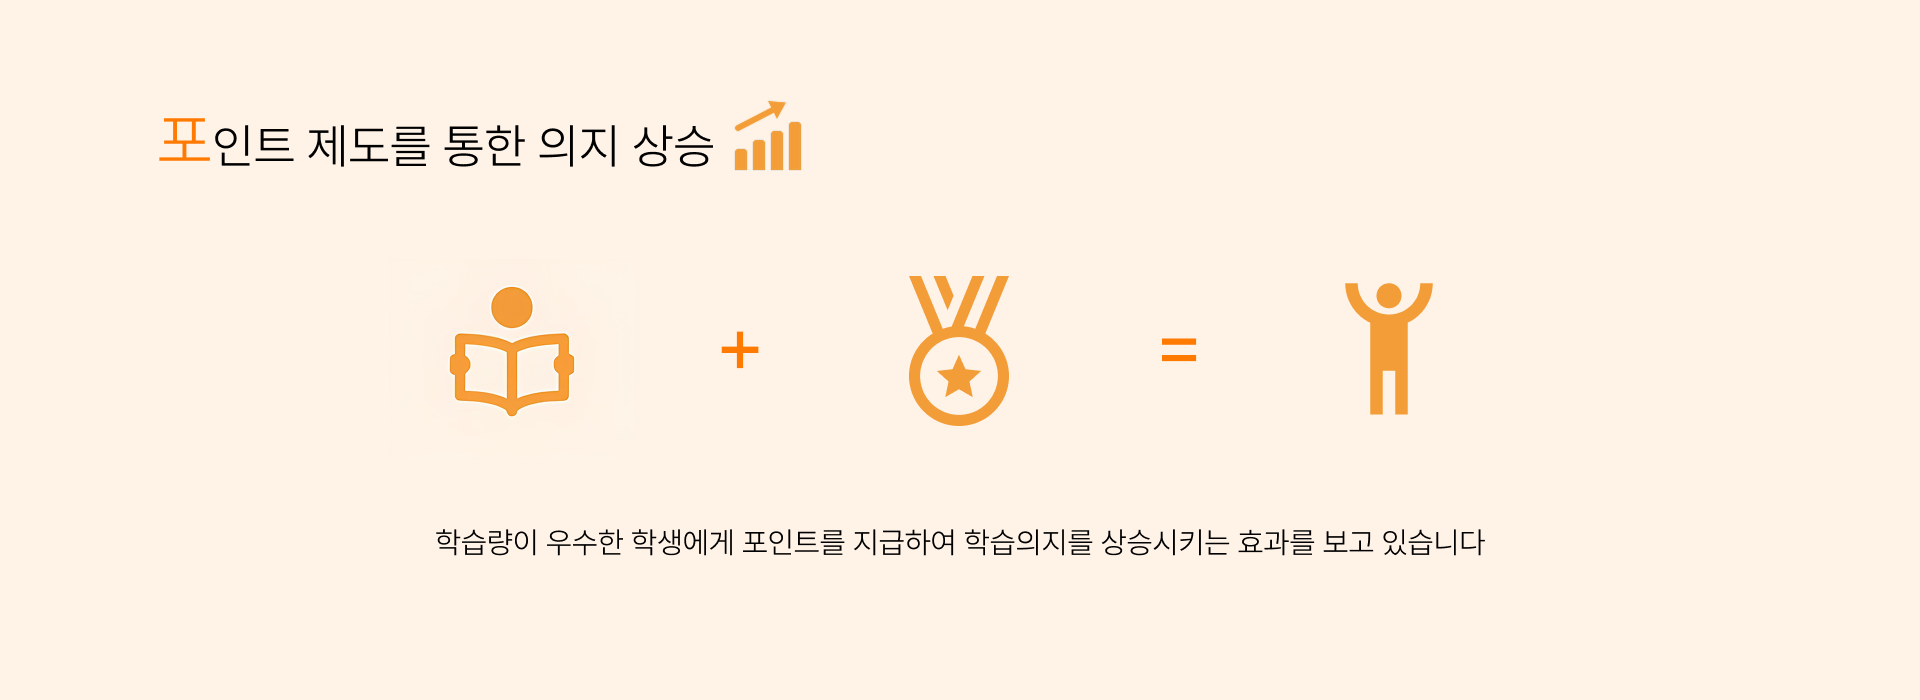 포인트 제도를 통한 의지 상승
+ =
학습량이 우수한 학생에게 포인트를 지급하여 학습의지를 상승시키는 효과를 보고 있습니다